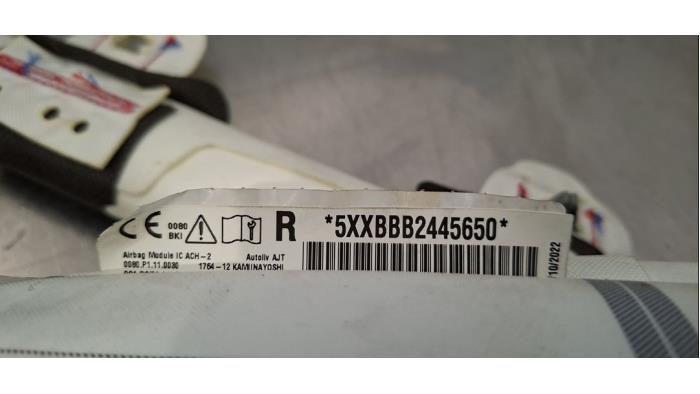 CE 0080 BKI R *5XXBBB2445650*
Airbag Module IC ACH-2 Autoliv AJT
0080.P1.11.0080 1764-12 KAMIINAYOSHI
/10/2022